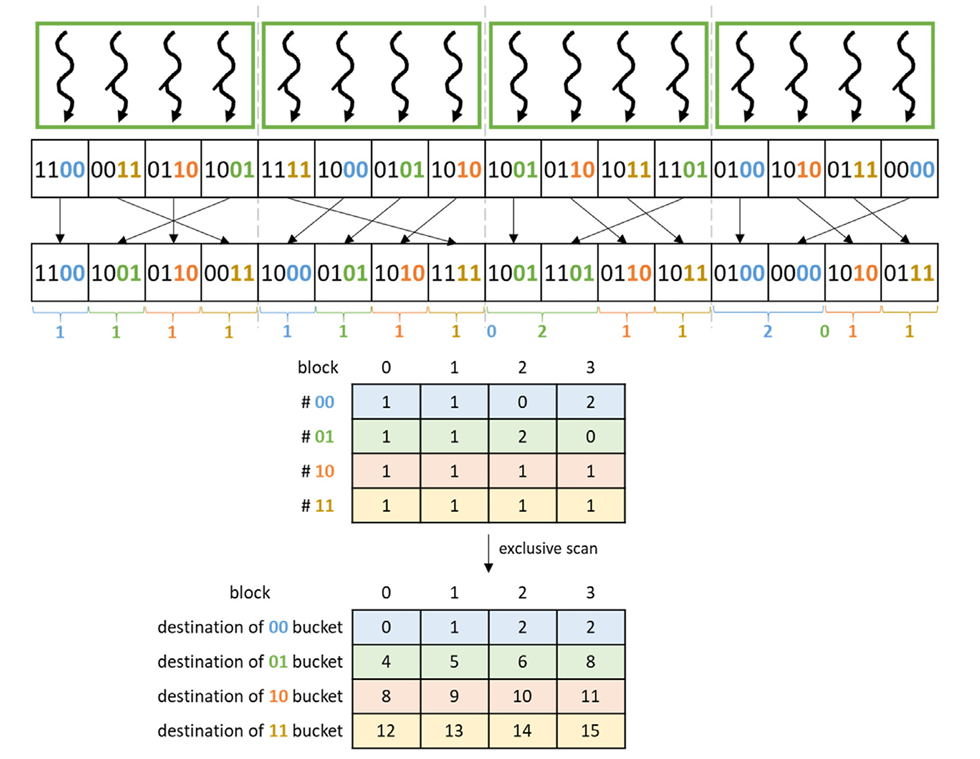 1100 0011 0110 1001 1111 1000 0101 1010 1001 0110 1011 1101 0100 1010 0111 0000
1100 1001 0110 0011 1000 0101 1010 1111 1001 1101 0110 1011 0100 0000 1010 0111
1 1 1 1 1 1 1 1 0 2 1 1 2 0 1 1
block 0 1 2 3
# 00 1 1 0 2
# 01 1 1 2 0
# 10 1 1 1 1
# 11 1 1 1 1
exclusive scan
block 0 1 2 3
destination of 00 bucket 0 1 2 2
destination of 01 bucket 4 5 6 8
destination of 10 bucket 8 9 10 11
destination of 11 bucket 12 13 14 15